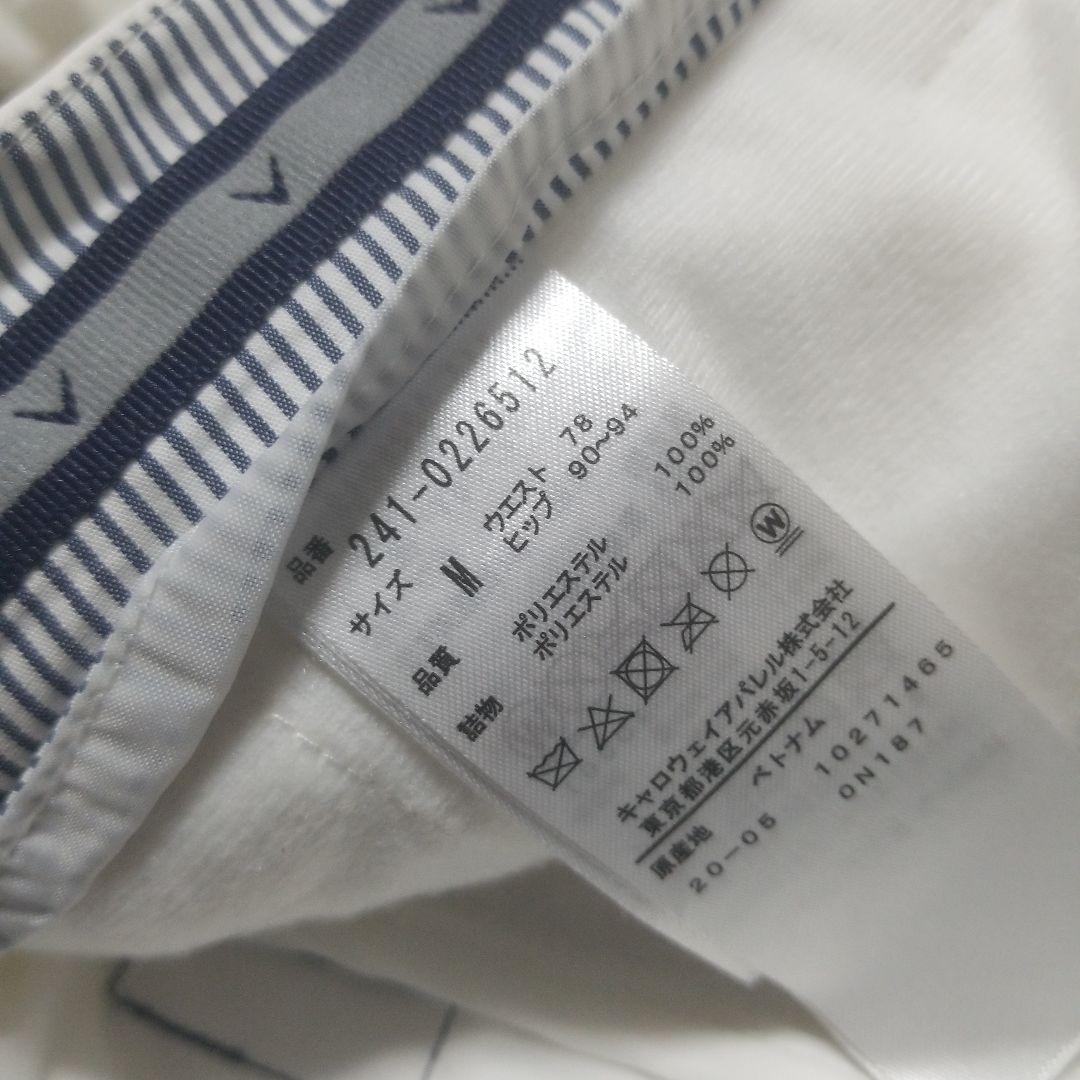 品番 241-0226512
サイズ M ウエスト 78
ヒップ 90~94
品質 ポリエステル 100%
詰物 ポリエステル 100%
W
キャロウェイアパレル株式会社
東京都港区元赤坂1-5-12
原産地 ベトナム 10271465
20-05 0N187